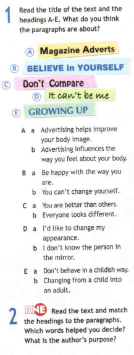 1 Read the title of the text and the
headings A-E. What do you think
the paragraphs are about?
A Magazine Adverts
B BELIEVE in YOURSELF
C Don't Compare
D It can't be me
E GROWING UP
A a Advertising helps improve
your body image.
b Advertising influences the
way you feel about your body.
B a Be happy with the way you
are.
b You can't change yourself.
C a You are better than others.
b Everyone looks different.
D a I'd like to change my
appearance.
b I don't know the person in
the mirror.
E a Don't behave in a childish way.
b Changing from a child into
an adult.
2 Read the text and match
the headings to the paragraphs.
Which words helped you decide?
What is the author's purpose?